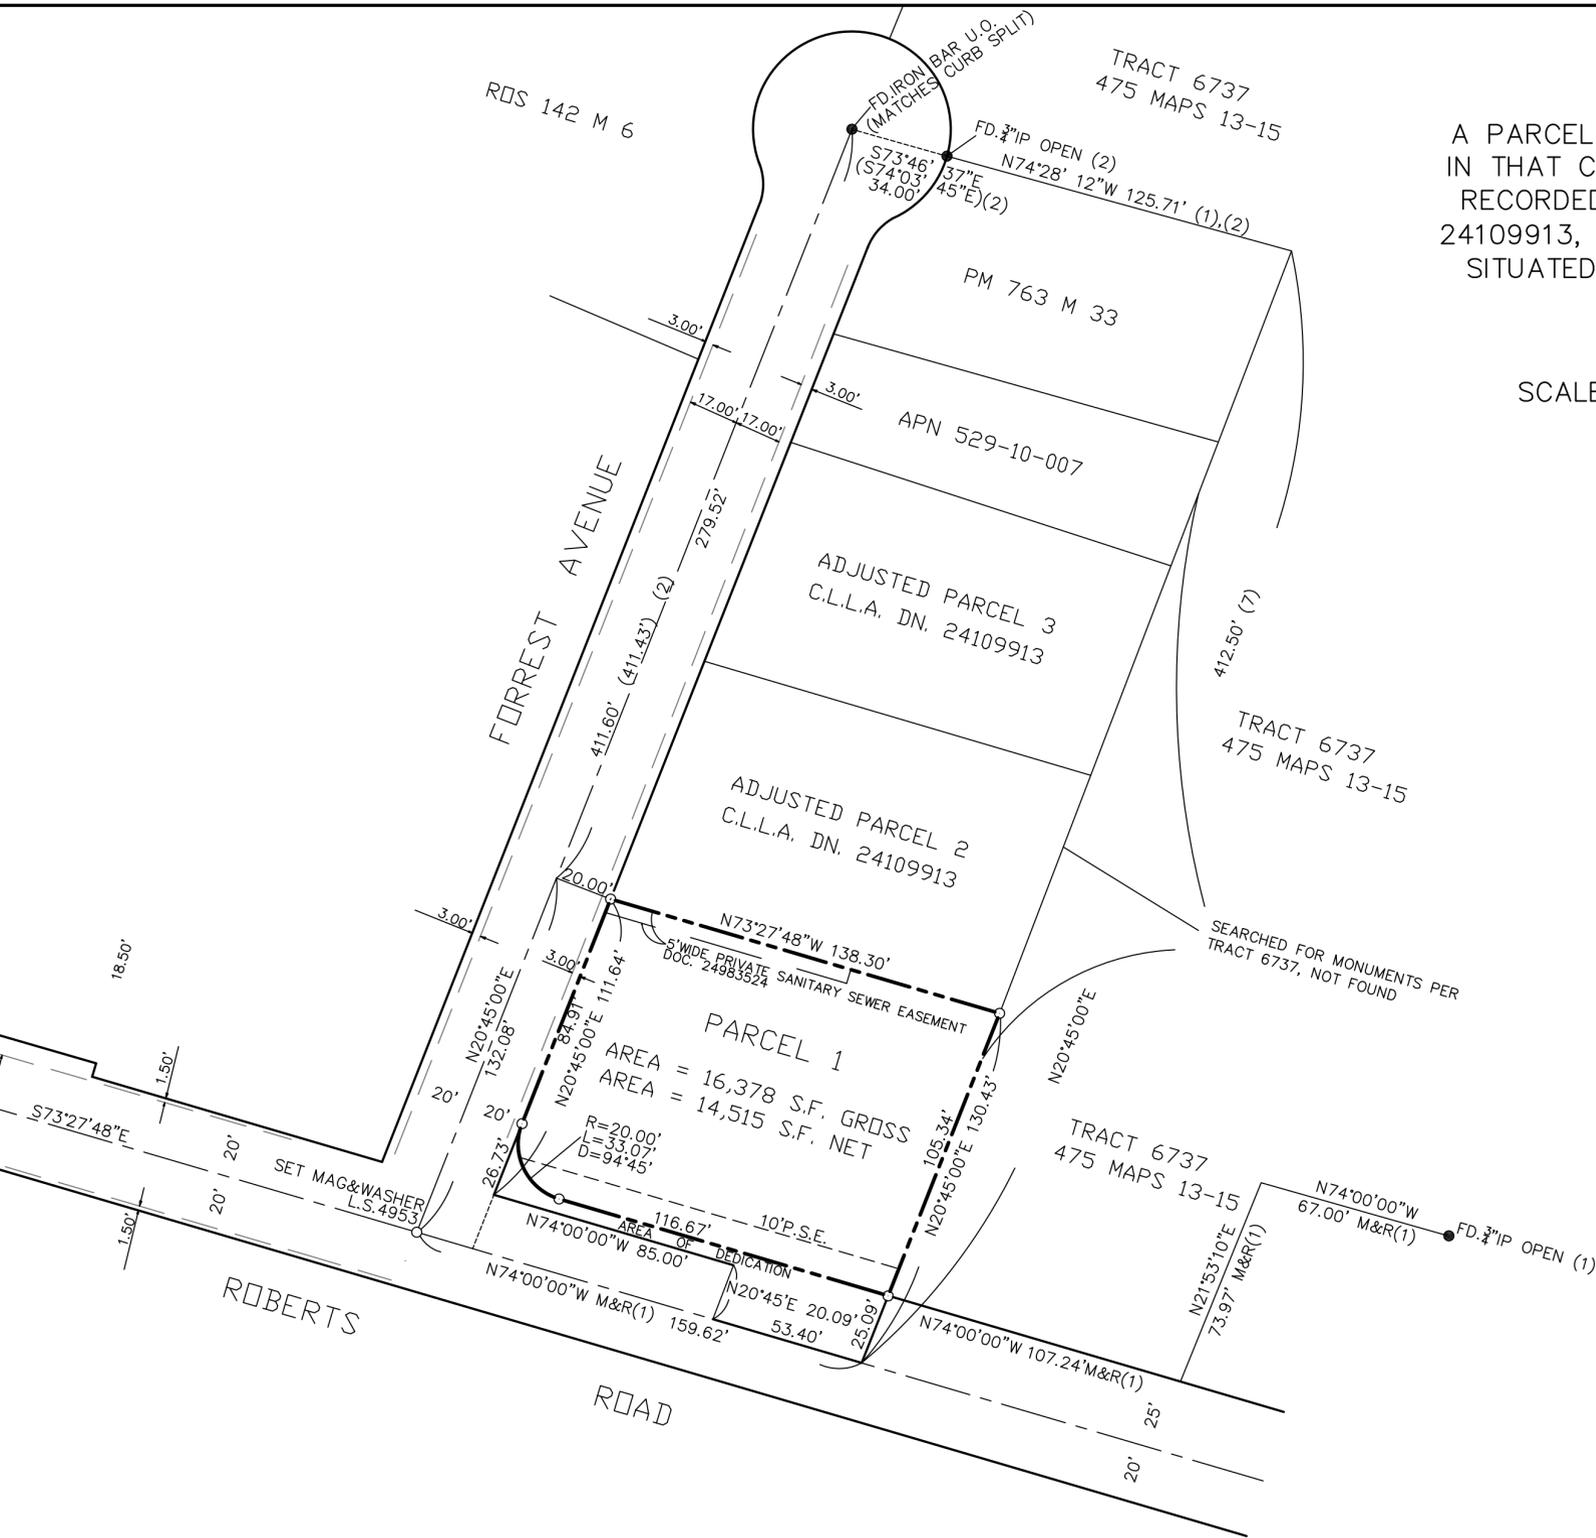 FD.IRON BAR U.O.
(MATCHES CURB SPLIT)
TRACT 6737
475 MAPS 13-15
ROS 142 M 6
FD.¾"IP OPEN (2)
S73°46' 37"E
(S74°03' 45"E)(2)
34.00'
N74°28' 12"W 125.71' (1),(2)
A PARCEL
IN THAT C
RECORDED
24109913,
SITUATED
SCALE
PM 763 M 33
3.00'
3.00'
17.00' 17.00'
APN 529-10-007
279.52'
FORREST AVENUE
ADJUSTED PARCEL 3
C.L.L.A. DN. 24109913
411.60' (411.43') (2)
412.50' (7)
TRACT 6737
475 MAPS 13-15
ADJUSTED PARCEL 2
C.L.L.A. DN. 24109913
20.00'
3.00'
3.00'
N73°27'48"W 138.30'
5'WIDE PRIVATE SANITARY SEWER EASEMENT
DOC. 24983524
SEARCHED FOR MONUMENTS PER
TRACT 6737, NOT FOUND
18.50'
N20°45'00"E
132.08'
84.91'
N20°45'00"E 111.64'
PARCEL 1
AREA = 16,378 S.F. GROSS
AREA = 14,515 S.F. NET
N20°45'00"E
105.34'
N20°45'00"E 130.43'
1.50'
S73°27'48"E
20'
20'
20'
20'
1.50'
SET MAG&WASHER
L.S.4953
R=20.00'
L=33.07'
D=94°45'
26.73'
116.67'
10'P.S.E.
AREA OF DEDICATION
N74°00'00"W 85.00'
N74°00'00"W M&R(1) 159.62'
N20°45'E 20.09'
53.40'
25.09'
TRACT 6737
475 MAPS 13-15
N74°00'00"W
67.00' M&R(1)
FD.¾"IP OPEN (1)
N21°53'10"E
73.97' M&R(1)
N74°00'00"W 107.24'M&R(1)
ROBERTS
ROAD
25'
20'